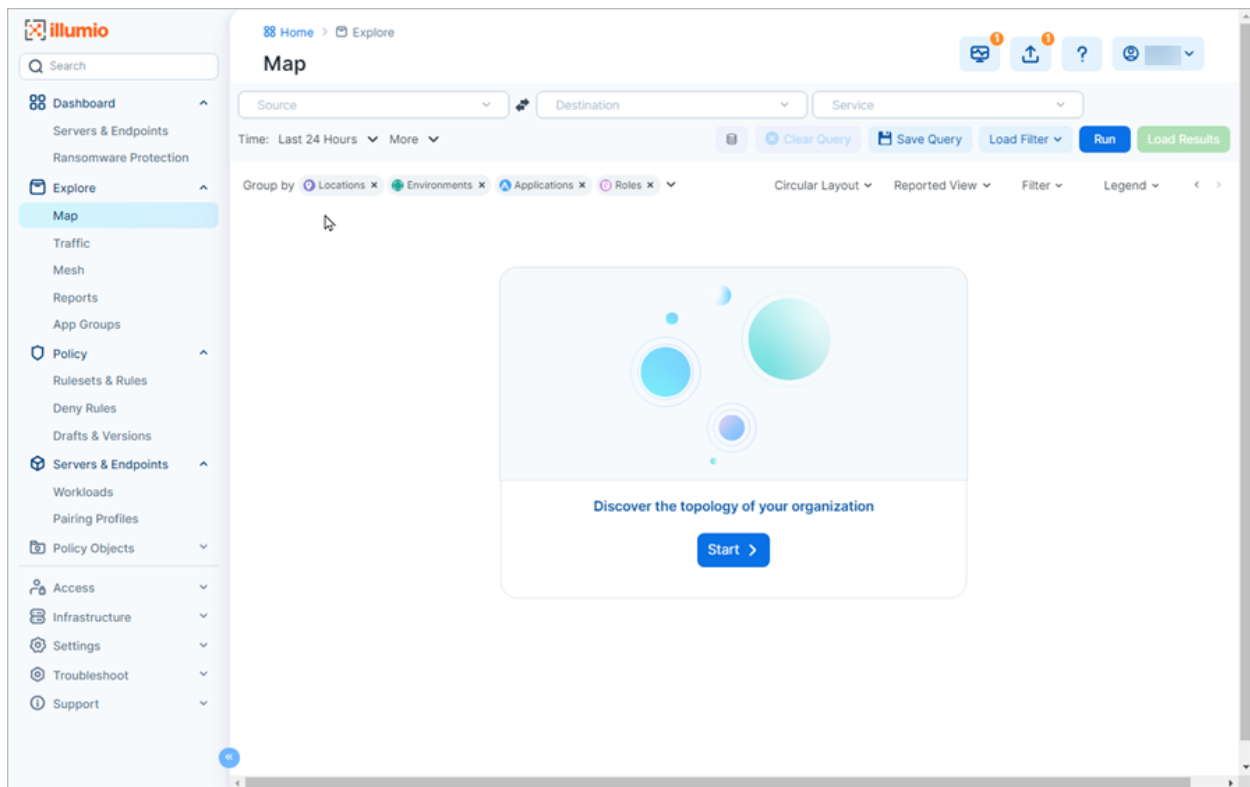 illumio
Search
Dashboard
Servers & Endpoints
Ransomware Protection
Explore
Map
Traffic
Mesh
Reports
App Groups
Policy
Rulesets & Rules
Deny Rules
Drafts & Versions
Servers & Endpoints
Workloads
Pairing Profiles
Policy Objects
Access
Infrastructure
Settings
Troubleshoot
Support
Home > Explore
Map
1 1 ?
Source Destination Service
Time: Last 24 Hours More Clear Query Save Query Load Filter Run Load Results
Group by Locations × Environments × Applications × Roles × Circular Layout Reported View Filter Legend < >
Discover the topology of your organization
Start >